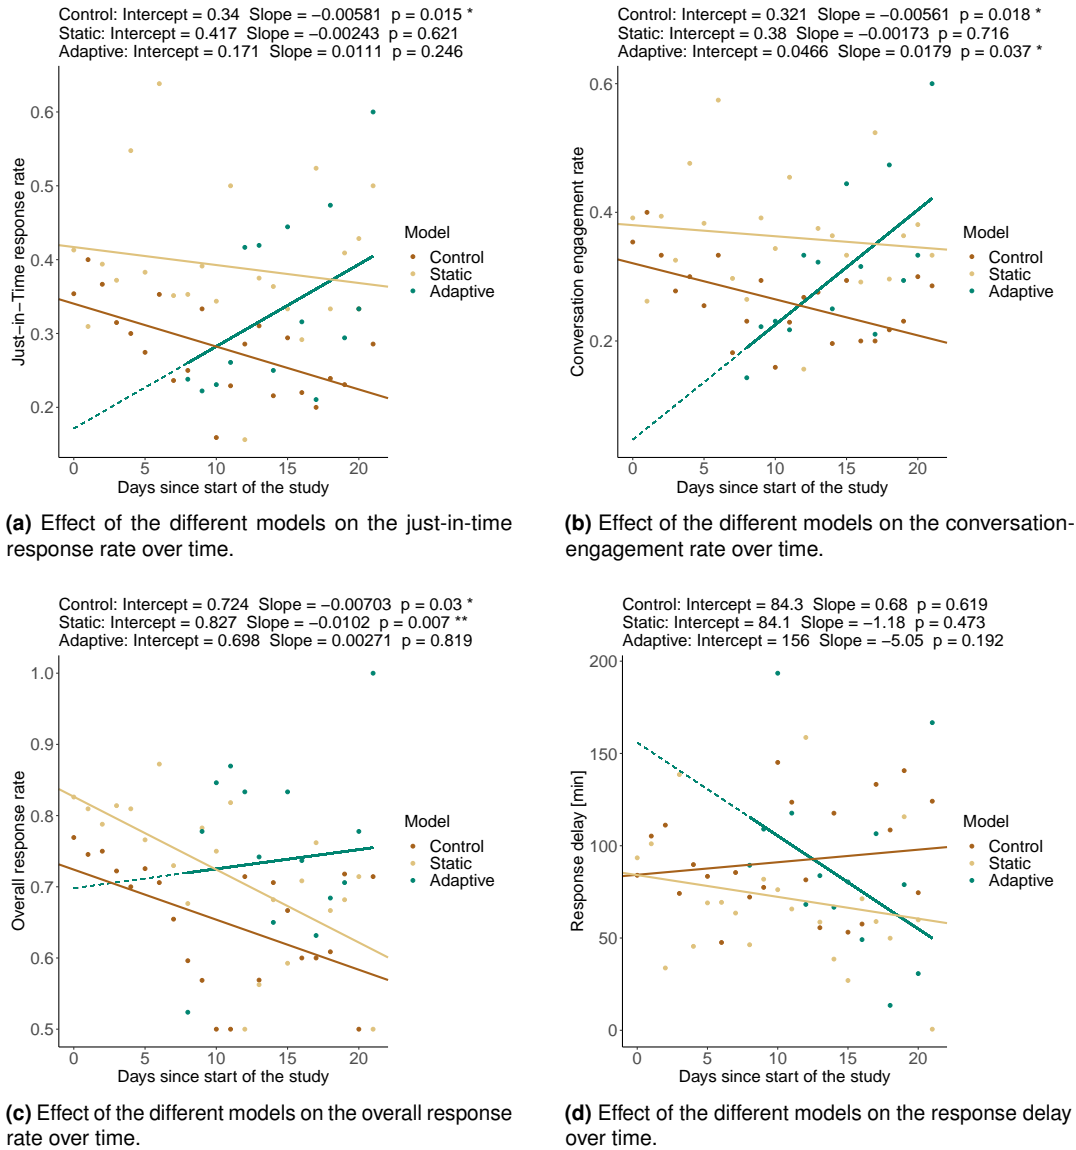 Control: Intercept = 0.34 Slope = −0.00581 p = 0.015 *
Static: Intercept = 0.417 Slope = −0.00243 p = 0.621
Adaptive: Intercept = 0.171 Slope = 0.0111 p = 0.246
0.6
0.5
0.4
0.3
0.2
Just−in−Time response rate
0 5 10 15 20
Days since start of the study
Model
Control
Static
Adaptive
(a) Effect of the different models on the just-in-time
response rate over time.
Control: Intercept = 0.321 Slope = −0.00561 p = 0.018 *
Static: Intercept = 0.38 Slope = −0.00173 p = 0.716
Adaptive: Intercept = 0.0466 Slope = 0.0179 p = 0.037 *
0.6
0.4
0.2
Conversation engagement rate
0 5 10 15 20
Days since start of the study
Model
Control
Static
Adaptive
(b) Effect of the different models on the conversation-
engagement rate over time.
Control: Intercept = 0.724 Slope = −0.00703 p = 0.03 *
Static: Intercept = 0.827 Slope = −0.0102 p = 0.007 **
Adaptive: Intercept = 0.698 Slope = 0.00271 p = 0.819
1.0
0.9
0.8
0.7
0.6
0.5
Overall response rate
0 5 10 15 20
Days since start of the study
Model
Control
Static
Adaptive
(c) Effect of the different models on the overall response
rate over time.
Control: Intercept = 84.3 Slope = 0.68 p = 0.619
Static: Intercept = 84.1 Slope = −1.18 p = 0.473
Adaptive: Intercept = 156 Slope = −5.05 p = 0.192
200
150
100
50
0
Response delay [min]
0 5 10 15 20
Days since start of the study
Model
Control
Static
Adaptive
(d) Effect of the different models on the response delay
over time.